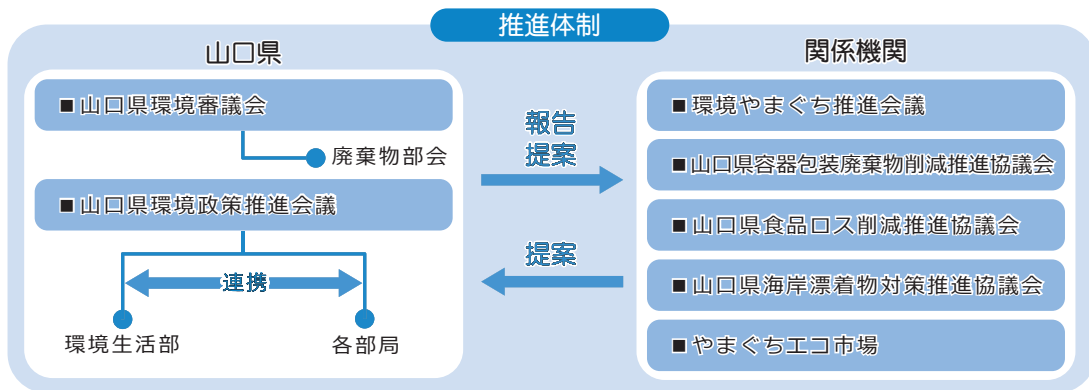 推進体制
山口県
■山口県環境審議会
廃棄物部会
■山口県環境政策推進会議
連携
環境生活部
各部局
報告
提案
提案
関係機関
■環境やまぐち推進会議
■山口県容器包装廃棄物削減推進協議会
■山口県食品ロス削減推進協議会
■山口県海岸漂着物対策推進協議会
■やまぐちエコ市場